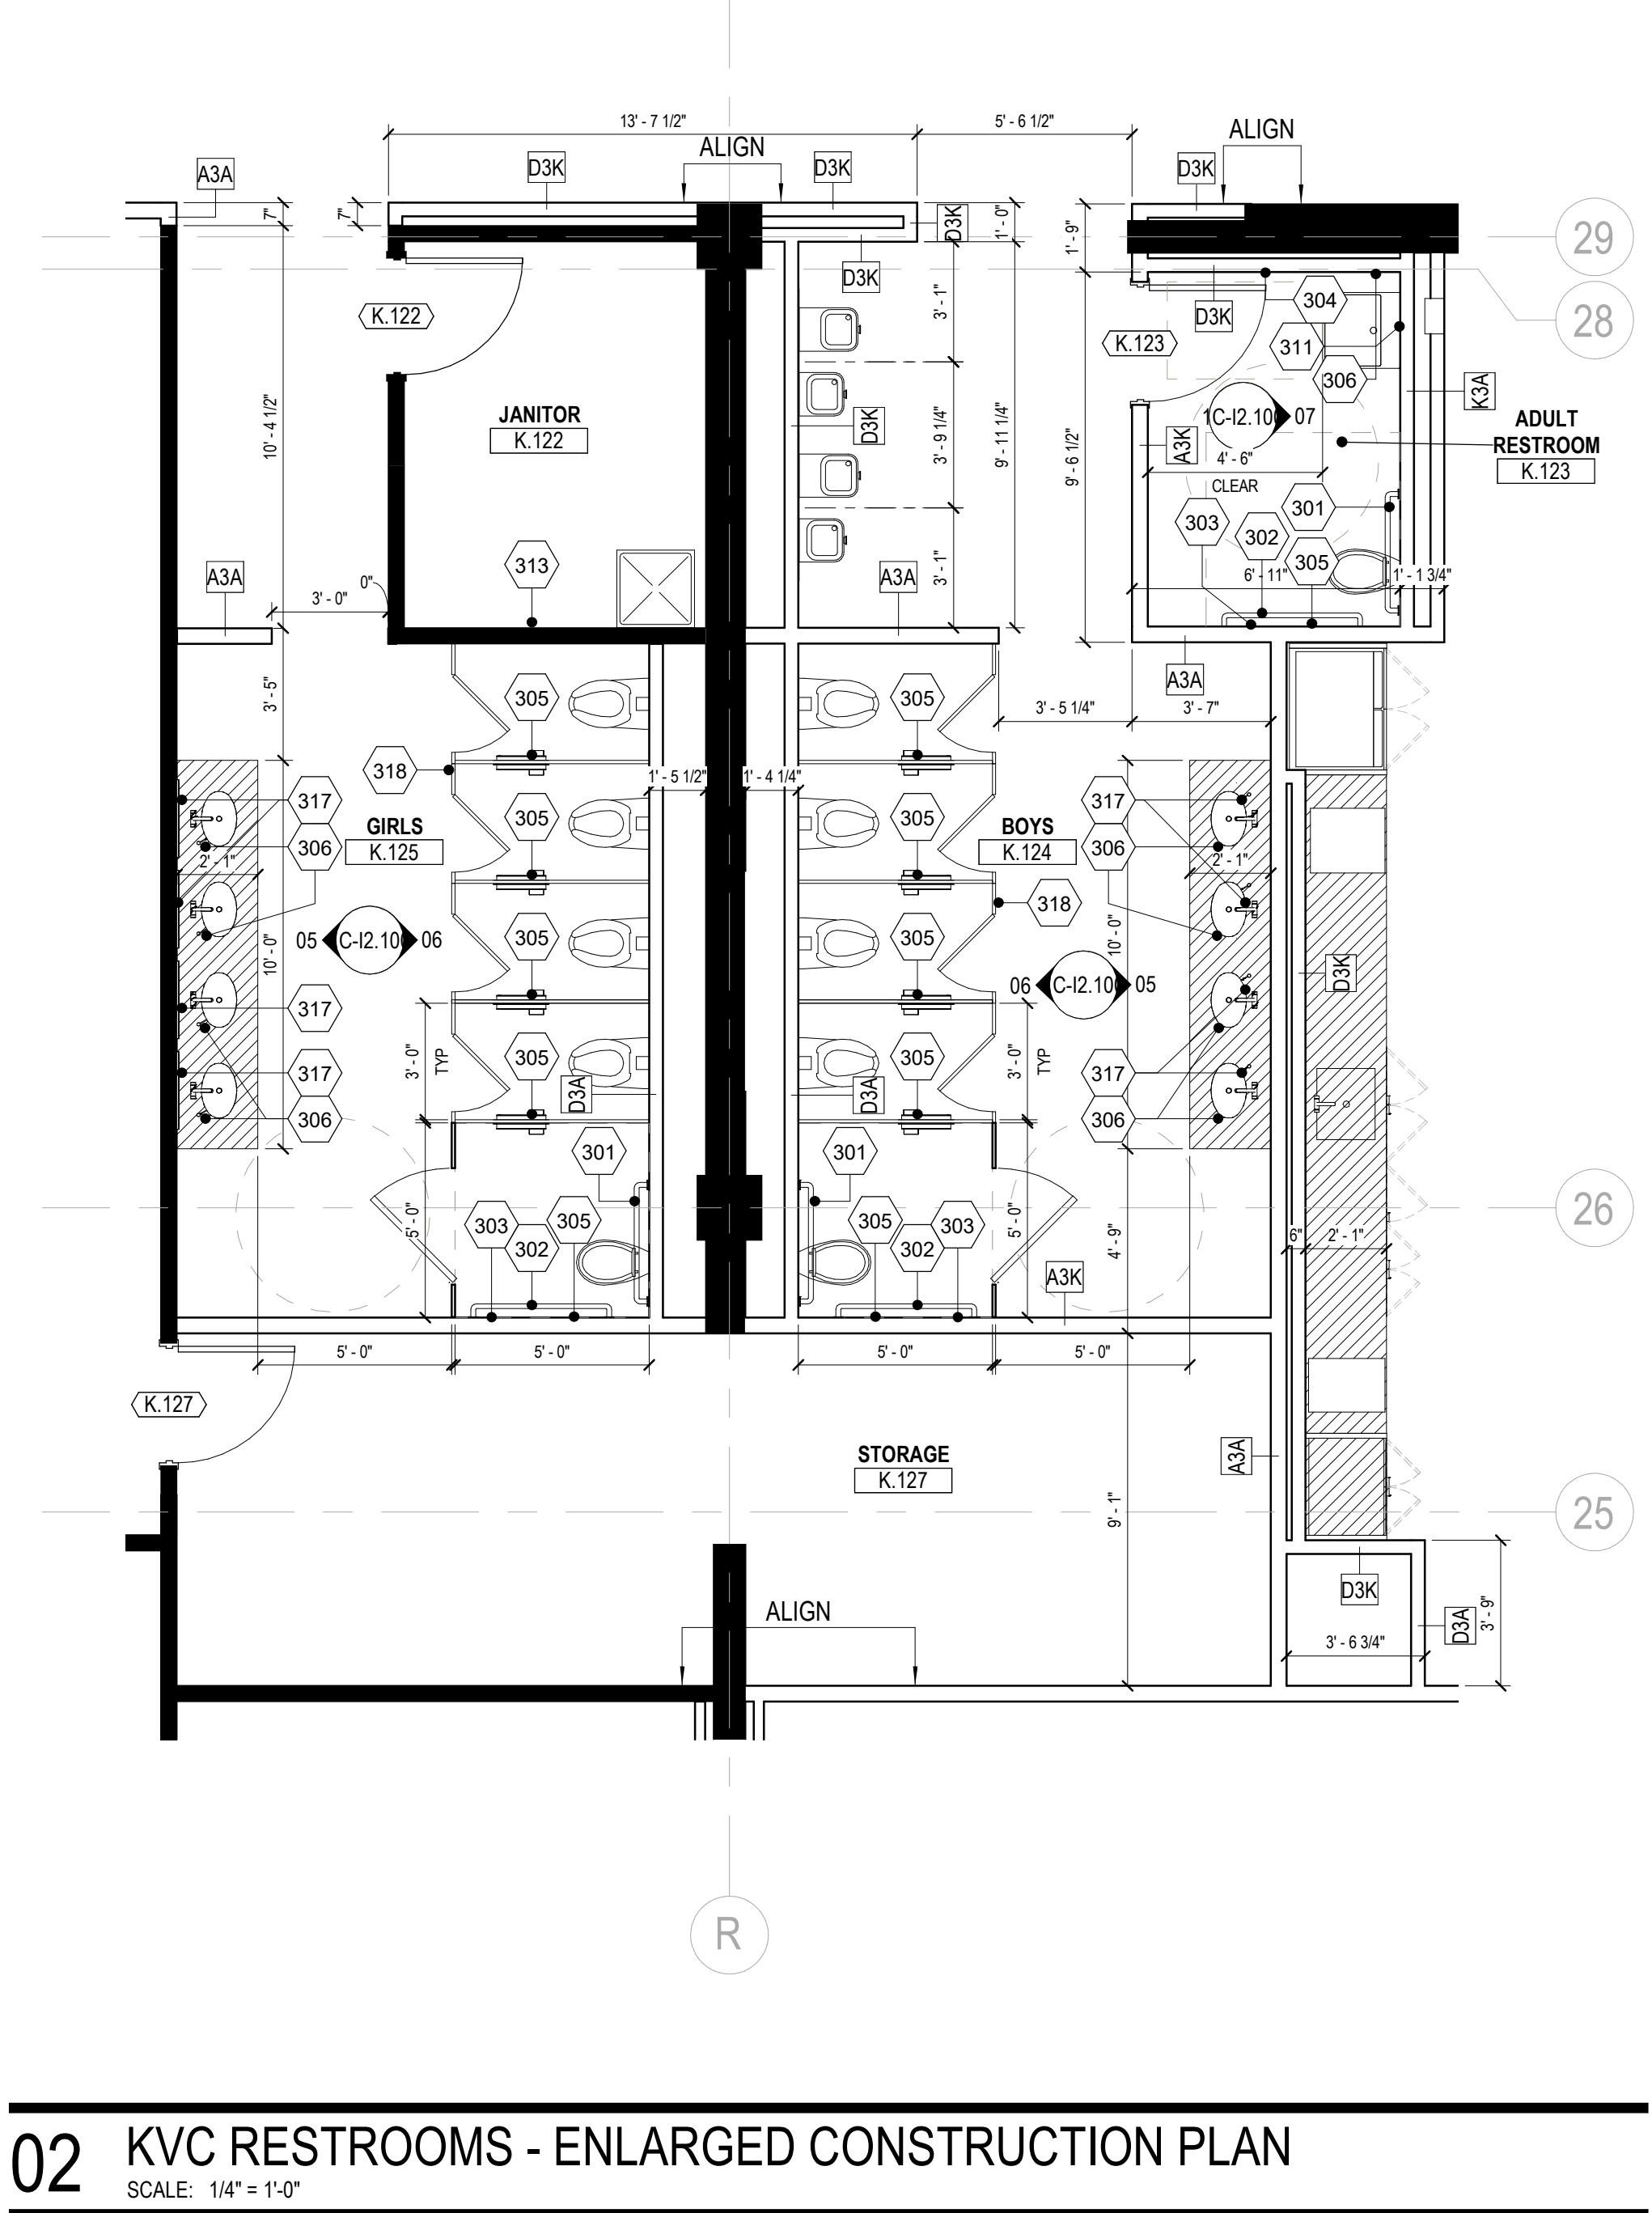 13' - 7 1/2"
5' - 6 1/2"
ALIGN
ALIGN
A3A
D3K
D3K
D3K
7"
7"
D3K
1' - 0"
1' - 9"
29
D3K
K.122
3' - 1"
304
D3K
28
K.123
311
306
K3A
JANITOR
K.122
10' - 4 1/2"
D3K
3' - 9 1/4"
9' - 11 1/4"
9' - 6 1/2"
1C-I2.10
07
A3K
ADULT
RESTROOM
K.123
4' - 6"
CLEAR
301
303
302
305
313
A3A
0"
3' - 0"
A3A
3' - 1"
6' - 11"
1' - 1 3/4"
3' - 5"
305
305
A3A
3' - 5 1/4"
3' - 7"
318
1' - 5 1/2"
1' - 4 1/4"
317
305
305
317
GIRLS
K.125
BOYS
K.124
306
306
2' - 1"
2' - 1"
318
05
C-I2.10
06
305
305
10' - 0"
10' - 0"
06
C-I2.10
05
D3K
317
3' - 0"
TYP
305
305
3' - 0"
TYP
317
317
D3A
D3A
306
306
301
301
303
305
302
305
303
302
5' - 0"
5' - 0"
4' - 9"
6"
2' - 1"
26
A3K
5' - 0"
5' - 0"
5' - 0"
5' - 0"
K.127
STORAGE
K.127
A3A
9' - 1"
25
D3K
ALIGN
D3A
3' - 9"
3' - 6 3/4"
R
02
KVC RESTROOMS - ENLARGED CONSTRUCTION PLAN
SCALE: 1/4" = 1'-0"